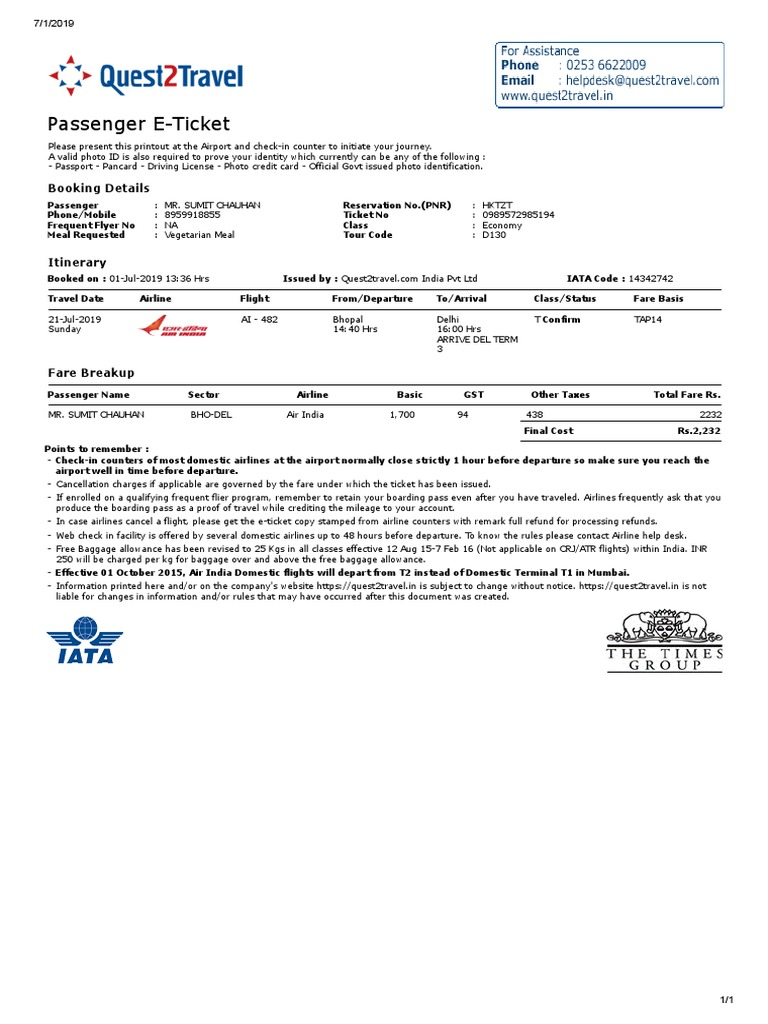 7/1/2019
Quest2Travel
For Assistance
Phone : 0253 6622009
Email : helpdesk@quest2travel.com
www.quest2travel.in
Passenger E-Ticket
Please present this printout at the Airport and check-in counter to initiate your journey.
A valid photo ID is also required to prove your identity which currently can be any of the following :
- Passport - Pancard - Driving License - Photo credit card - Official Govt issued photo identification.
Booking Details
Passenger : MR. SUMIT CHAUHAN Reservation No.(PNR) : HKTZT
Phone/Mobile : 8959918855 Ticket No : 0989572985194
Frequent Flyer No : NA Class : Economy
Meal Requested : Vegetarian Meal Tour Code : D130
Itinerary
Booked on : 01-Jul-2019 13:36 Hrs Issued by : Quest2travel.com India Pvt Ltd IATA Code : 14342742
Travel Date Airline Flight From/Departure To/Arrival Class/Status Fare Basis
21-Jul-2019 एअर इंडिया AI - 482 Bhopal Delhi T Confirm TAP14
Sunday AIR INDIA 14:40 Hrs 16:00 Hrs
ARRIVE DEL TERM
3
Fare Breakup
Passenger Name Sector Airline Basic GST Other Taxes Total Fare Rs.
MR. SUMIT CHAUHAN BHO-DEL Air India 1,700 94 438 2232
Final Cost Rs.2,232
Points to remember :
- Check-in counters of most domestic airlines at the airport normally close strictly 1 hour before departure so make sure you reach the
airport well in time before departure.
- Cancellation charges if applicable are governed by the fare under which the ticket has been issued.
- If enrolled on a qualifying frequent flier program, remember to retain your boarding pass even after you have traveled. Airlines frequently ask that you
produce the boarding pass as a proof of travel while crediting the mileage to your account.
- In case airlines cancel a flight, please get the e-ticket copy stamped from airline counters with remark full refund for processing refunds.
- Web check in facility is offered by several domestic airlines up to 48 hours before departure. To know the rules please contact Airline help desk.
- Free Baggage allowance has been revised to 25 Kgs in all classes effective 12 Aug 15-7 Feb 16 (Not applicable on CRJ/ATR flights) within India. INR
250 will be charged per kg for baggage over and above the free baggage allowance.
- Effective 01 October 2015, Air India Domestic flights will depart from T2 instead of Domestic Terminal T1 in Mumbai.
- Information printed here and/or on the company's website https://quest2travel.in is subject to change without notice. https://quest2travel.in is not
liable for changes in information and/or rules that may have occurred after this document was created.
IATA
THE TIMES
GROUP
1/1